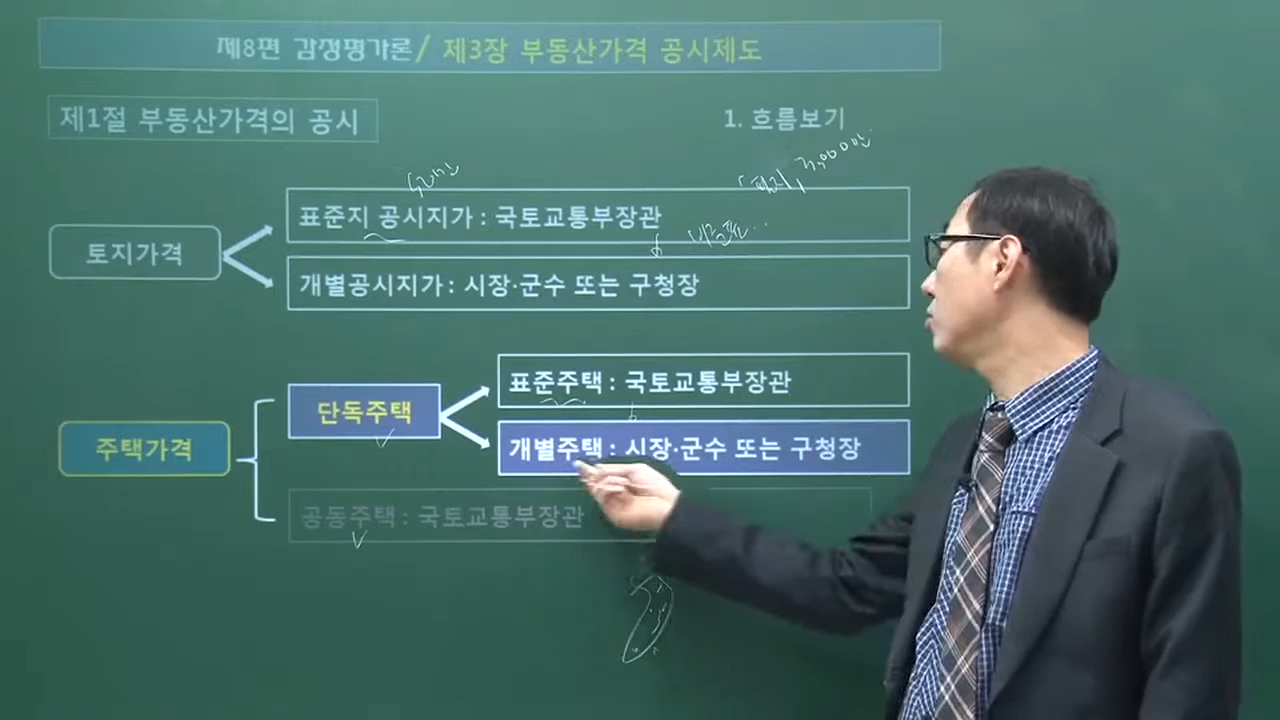 제8편 감정평가론 / 제3장 부동산가격 공시제도
제1절 부동산가격의 공시
1. 흐름보기
토지가격
표준지 공시지가 : 국토교통부장관
개별공시지가 : 시장·군수 또는 구청장
주택가격
단독주택
표준주택 : 국토교통부장관
개별주택 : 시장·군수 또는 구청장
공동주택 : 국토교통부장관